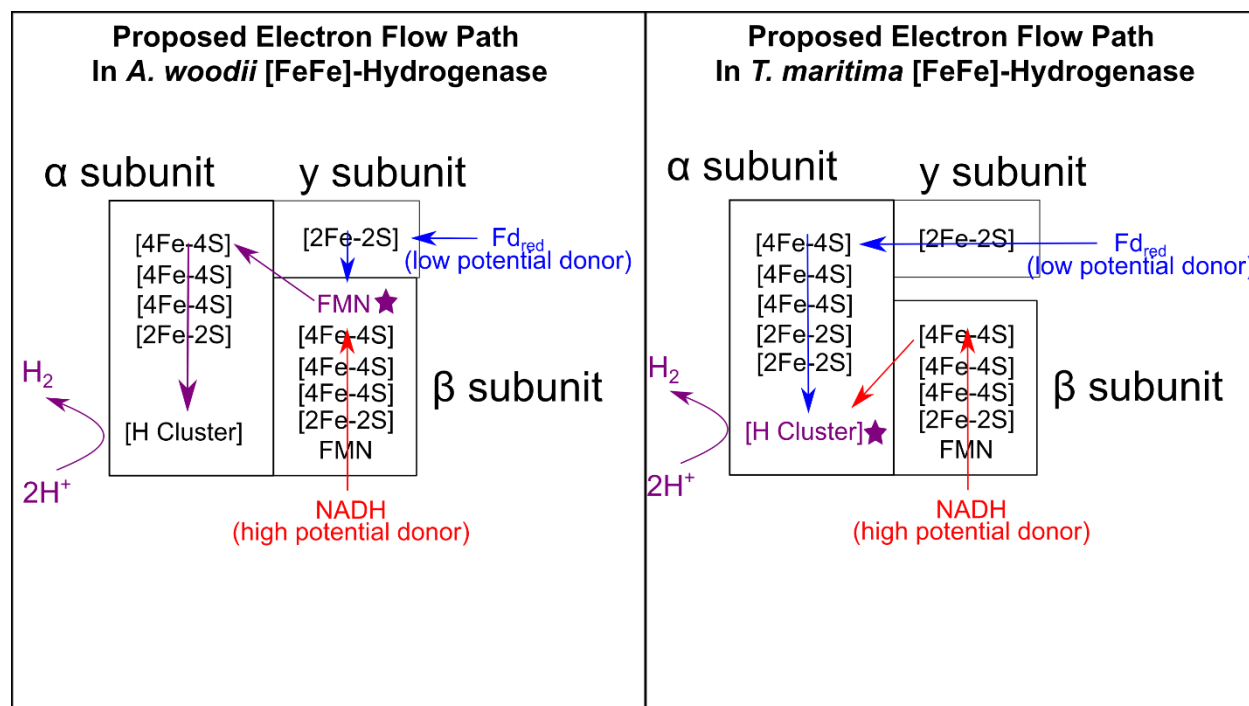 Proposed Electron Flow Path
In A. woodii [FeFe]-Hydrogenase
α subunit
y subunit
[4Fe-4S]
[4Fe-4S]
[4Fe-4S]
[2Fe-2S]
[H Cluster]
[2Fe-2S]
Fdred
(low potential donor)
FMN
[4Fe-4S]
[4Fe-4S]
[4Fe-4S]
[2Fe-2S]
FMN
β subunit
H2
2H+
NADH
(high potential donor)
Proposed Electron Flow Path
In T. maritima [FeFe]-Hydrogenase
α subunit
y subunit
[4Fe-4S]
[4Fe-4S]
[4Fe-4S]
[2Fe-2S]
[2Fe-2S]
[H Cluster]
[2Fe-2S]
Fdred
(low potential donor)
[4Fe-4S]
[4Fe-4S]
[4Fe-4S]
[2Fe-2S]
FMN
β subunit
H2
2H+
NADH
(high potential donor)